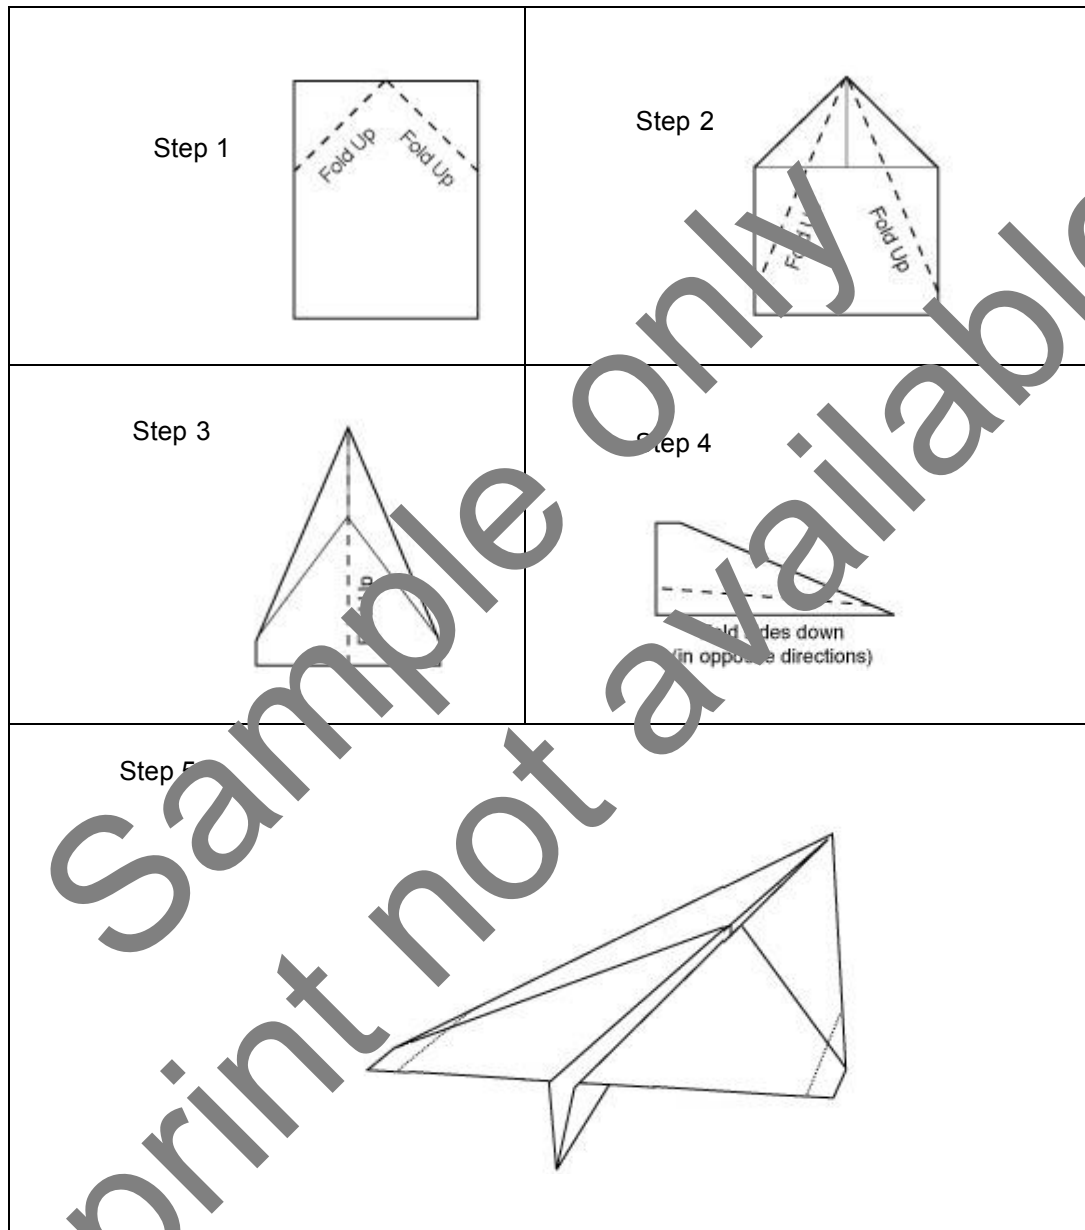 Step 1
Fold Up
Fold Up
Step 2
Fold
Fold Up
Step 3
Step 4
sides down
(in opposite directions)
Step 5
Sample only
print not available